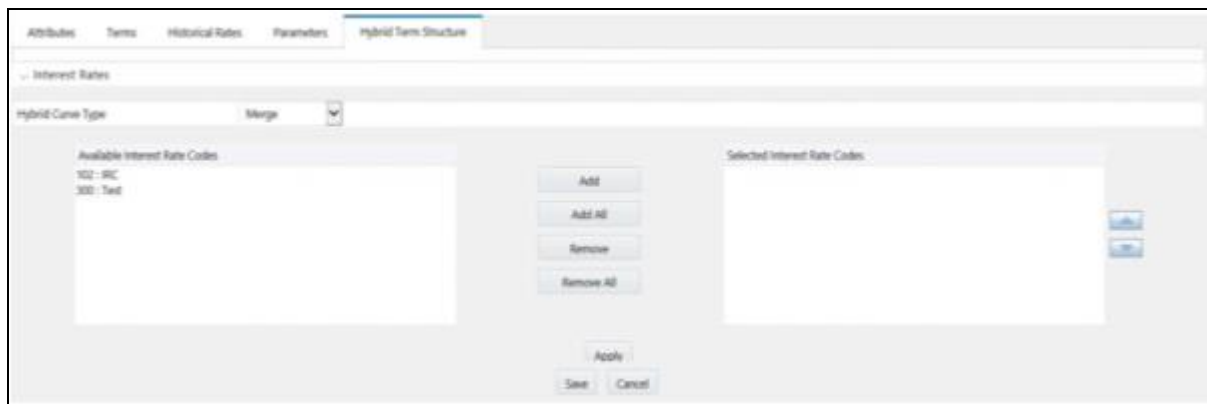 Attributes Terms Historical Rates Parameters Hybrid Term Structure
Interest Rates
Hybrid Curve Type Merge
Available Interest Rate Codes Selected Interest Rate Codes
102 : IRC
300 : Test
Add
Add All
Remove
Remove All
Apply
Save Cancel